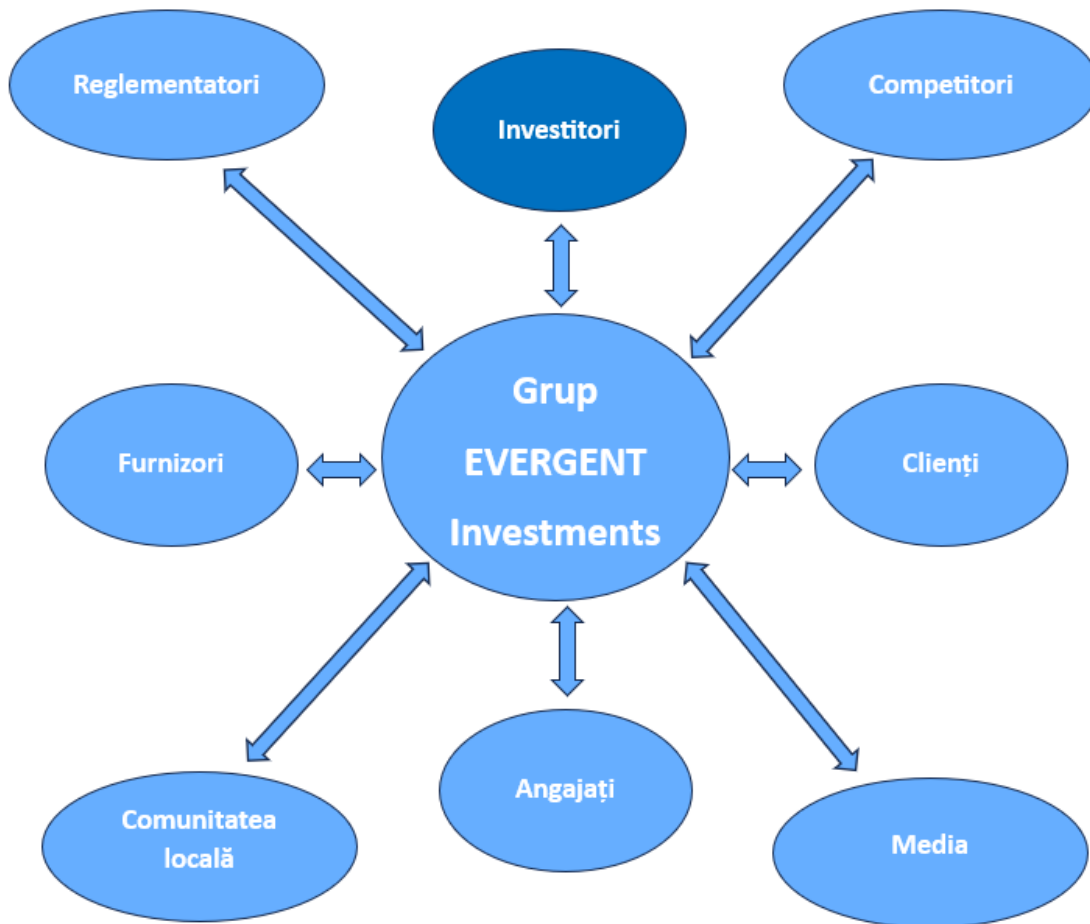 Reglementatori
Investitori
Competitori
Grup
EVERGENT
Investments
Furnizori
Clienți
Comunitatea
locală
Angajați
Media